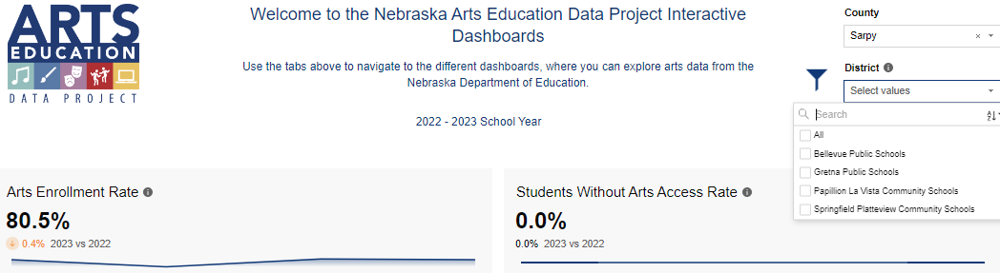 ARTS
EDUCATION
DATA PROJECT
Welcome to the Nebraska Arts Education Data Project Interactive
Dashboards
Use the tabs above to navigate to the different dashboards, where you can explore arts data from the
Nebraska Department of Education.
2022 - 2023 School Year
County
Sarpy
District
Select values
Search
All
Bellevue Public Schools
Gretna Public Schools
Papillion La Vista Community Schools
Springfield Platteview Community Schools
Arts Enrollment Rate
80.5%
0.4% 2023 vs 2022
Students Without Arts Access Rate
0.0%
0.0% 2023 vs 2022